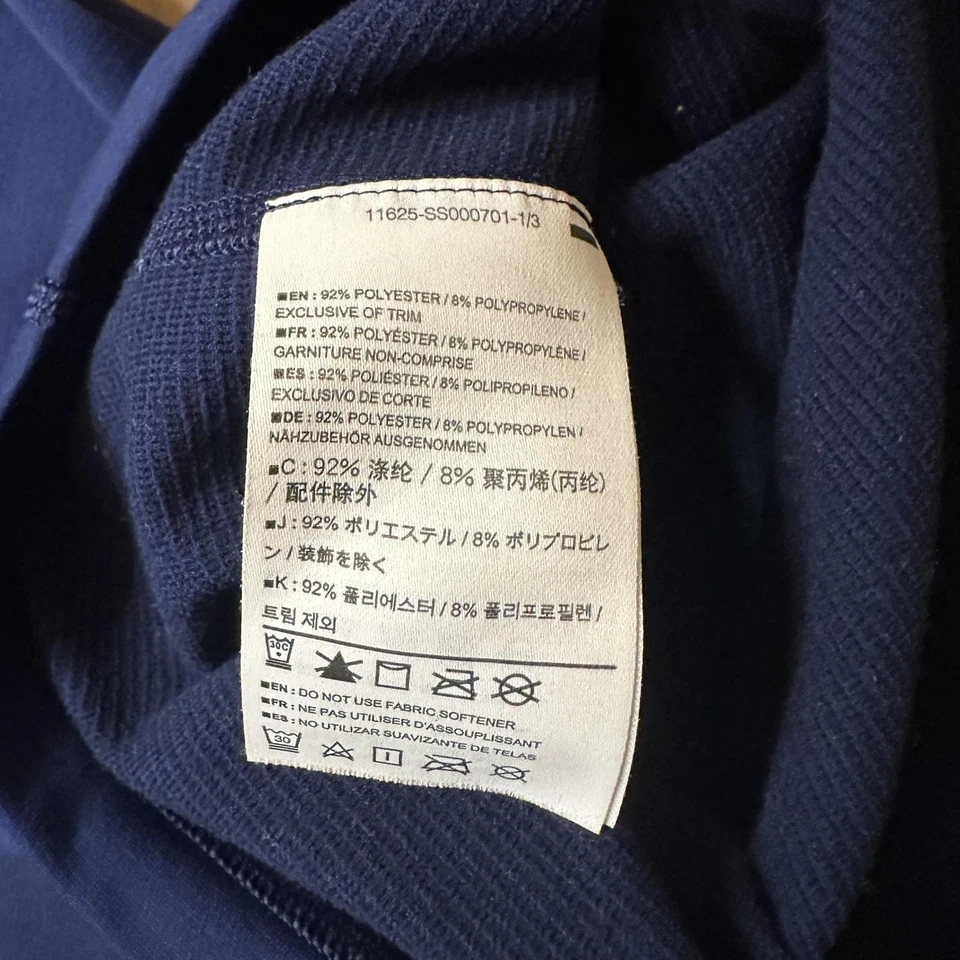 11625-SS000701-1/3
EN : 92% POLYESTER / 8% POLYPROPYLENE /
EXCLUSIVE OF TRIM
FR : 92% POLYÉSTER / 8% POLYPROPYLÈNE /
GARNITURE NON-COMPRISE
ES : 92% POLIÉSTER / 8% POLIPROPILENO /
EXCLUSIVO DE CORTE
DE : 92% POLYESTER / 8% POLYPROPYLEN /
NÄHZUBEHÖR AUSGENOMMEN
C : 92% 涤纶 / 8% 聚丙烯(丙纶)
/ 配件除外
J : 92% ポリエステル / 8% ポリプロピレ
ン / 装飾を除く
K : 92% 폴리에스터 / 8% 폴리프로필렌 /
트림 제외
30C
EN : DO NOT USE FABRIC SOFTENER
FR : NE PAS UTILISER D'ASSOUPLISSANT
ES : NO UTILIZAR SUAVIZANTE DE TELAS
30